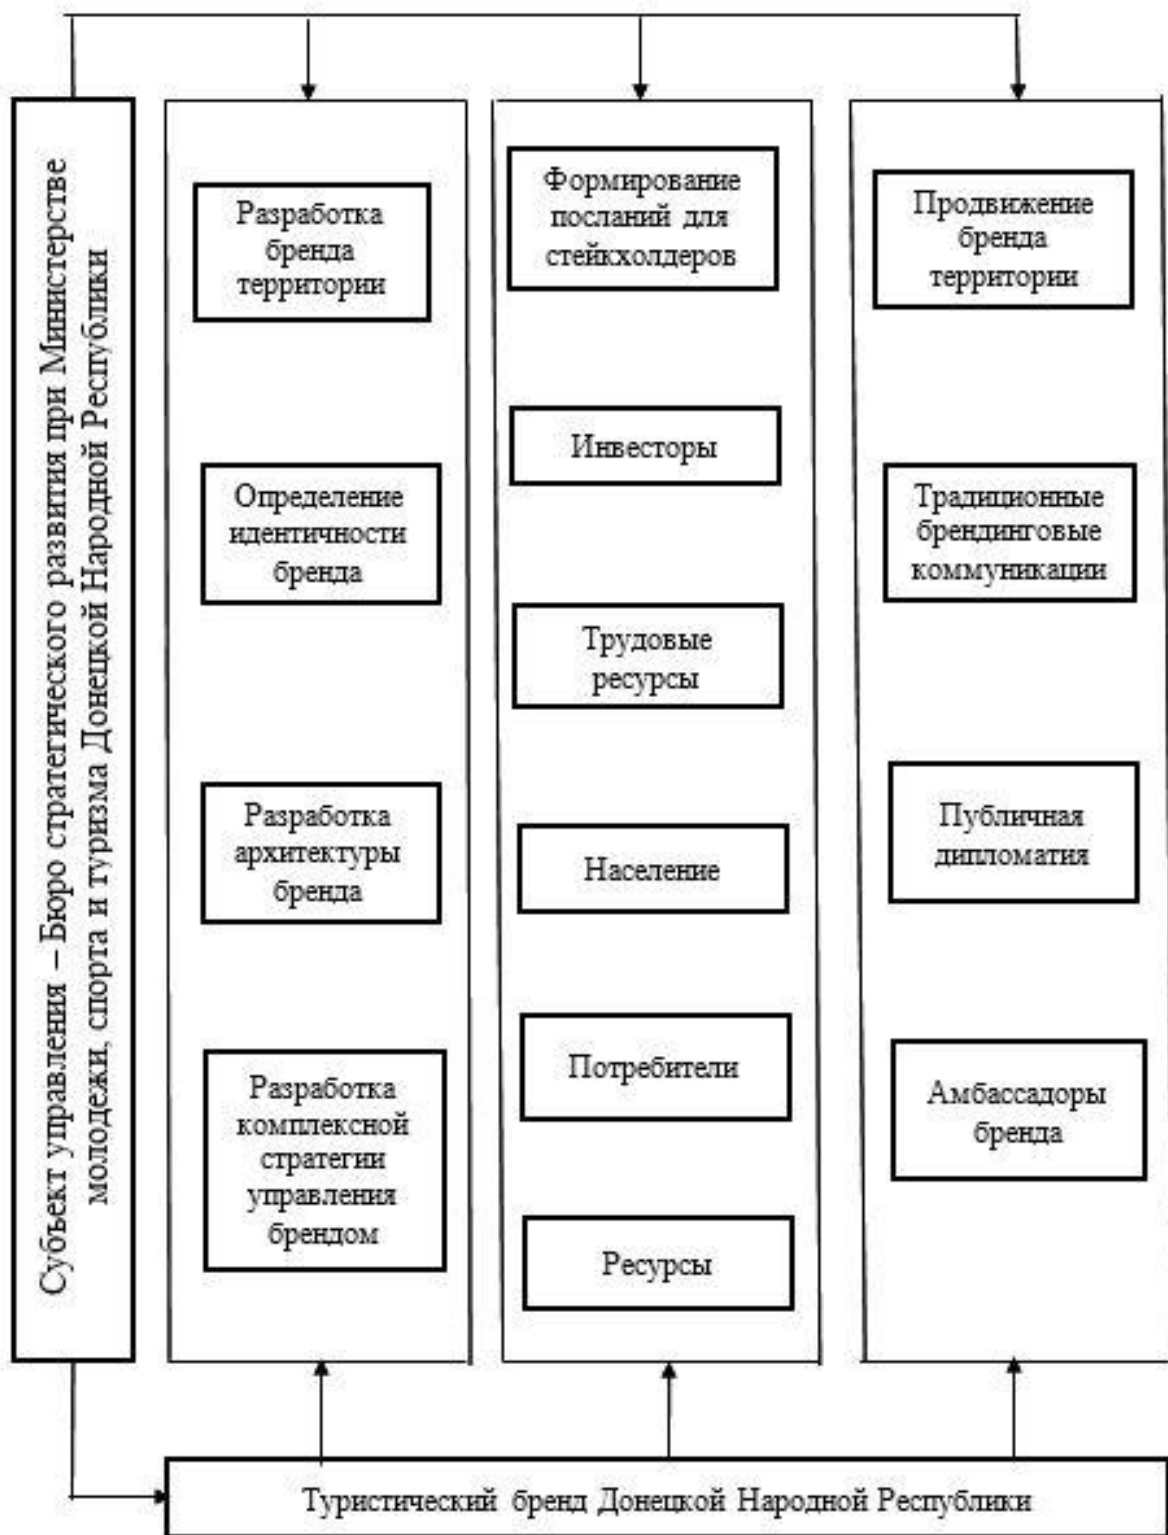 Субъект управления – Бюро стратегического развития при Министерстве
молодежи, спорта и туризма Донецкой Народной Республики
Разработка
бренда
территории
Определение
идентичности
бренда
Разработка
архитектуры
бренда
Разработка
комплексной
стратегии
управления
брендом
Формирование
посланий для
стейкхолдеров
Инвесторы
Трудовые
ресурсы
Население
Потребители
Ресурсы
Продвижение
бренда
территории
Традиционные
брендинговые
коммуникации
Публичная
дипломатия
Амбассадоры
бренда
Туристический бренд Донецкой Народной Республики